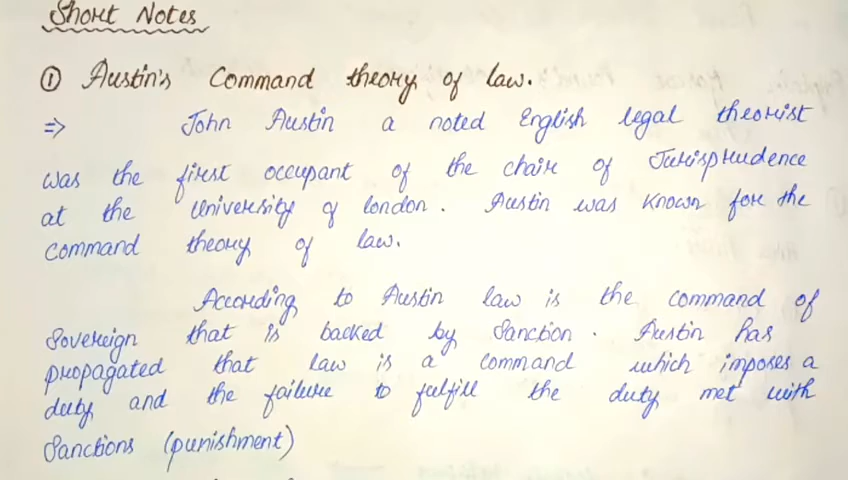 Short Notes
① Austin's Command theory of law.
⇒ John Austin a noted English legal theorist
was the first occupant of the chair of Jurisprudence
at the University of London. Austin was known for the
command theory of law.
According to Austin law is the command of
Sovereign that is backed by Sanction. Austin has
propagated that law is a command which imposes a
duty and the failure to fulfill the duty met with
Sanctions (punishment)